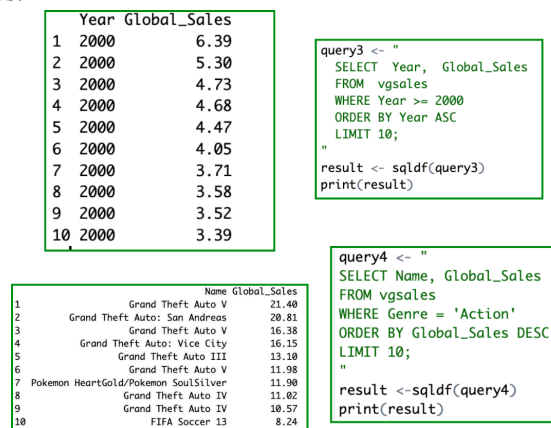 Year Global_Sales
1 2000 6.39
2 2000 5.30
3 2000 4.73
4 2000 4.68
5 2000 4.47
6 2000 4.05
7 2000 3.71
8 2000 3.58
9 2000 3.52
10 2000 3.39
query3 <- "
SELECT Year, Global_Sales
FROM vgsales
WHERE Year >= 2000
ORDER BY Year ASC
LIMIT 10;
"
result <- sqldf(query3)
print(result)
Name Global_Sales
1 Grand Theft Auto V 21.40
2 Grand Theft Auto: San Andreas 20.81
3 Grand Theft Auto V 16.38
4 Grand Theft Auto: Vice City 16.15
5 Grand Theft Auto III 13.10
6 Grand Theft Auto V 11.98
7 Pokemon HeartGold/Pokemon SoulSilver 11.90
8 Grand Theft Auto IV 11.02
9 Grand Theft Auto IV 10.57
10 FIFA Soccer 13 8.24
query4 <- "
SELECT Name, Global_Sales
FROM vgsales
WHERE Genre = 'Action'
ORDER BY Global_Sales DESC
LIMIT 10;
"
result <-sqldf(query4)
print(result)